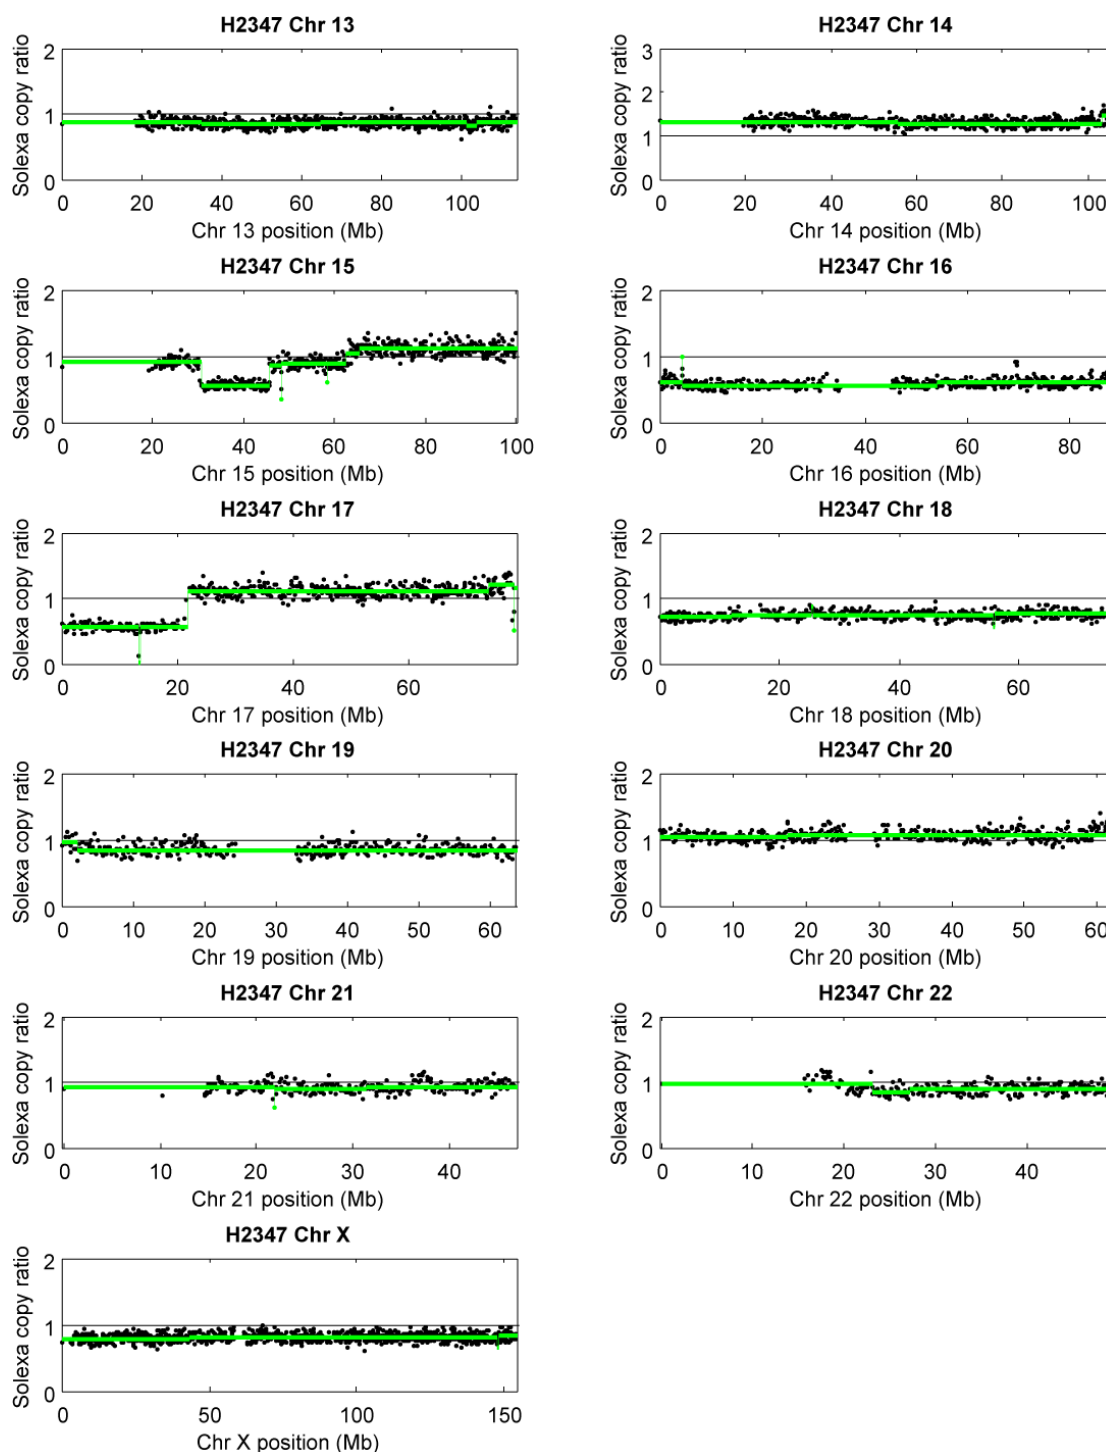 H2347 Chr 13
Solexa copy ratio
2
1
0
0 20 40 60 80 100
Chr 13 position (Mb)
H2347 Chr 14
Solexa copy ratio
3
2
1
0
0 20 40 60 80 100
Chr 14 position (Mb)
H2347 Chr 15
Solexa copy ratio
2
1
0
0 20 40 60 80 100
Chr 15 position (Mb)
H2347 Chr 16
Solexa copy ratio
2
1
0
0 20 40 60 80
Chr 16 position (Mb)
H2347 Chr 17
Solexa copy ratio
2
1
0
0 20 40 60
Chr 17 position (Mb)
H2347 Chr 18
Solexa copy ratio
2
1
0
0 20 40 60
Chr 18 position (Mb)
H2347 Chr 19
Solexa copy ratio
2
1
0
0 10 20 30 40 50 60
Chr 19 position (Mb)
H2347 Chr 20
Solexa copy ratio
2
1
0
0 10 20 30 40 50 60
Chr 20 position (Mb)
H2347 Chr 21
Solexa copy ratio
2
1
0
0 10 20 30 40
Chr 21 position (Mb)
H2347 Chr 22
Solexa copy ratio
2
1
0
0 10 20 30 40
Chr 22 position (Mb)
H2347 Chr X
Solexa copy ratio
2
1
0
0 50 100 150
Chr X position (Mb)